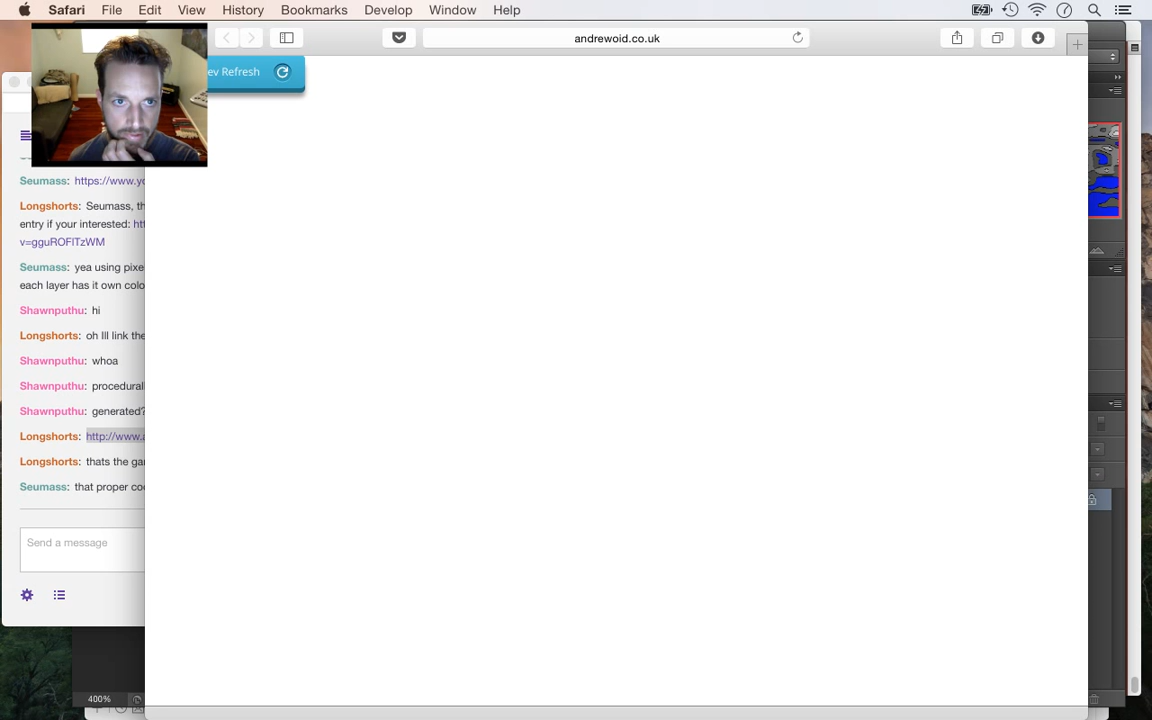 Safari File Edit View History Bookmarks Develop Window Help
andrewoid.co.uk
ev Refresh
Seumass: https://www.yo
Longshorts: Seumass, th
entry if your interested: htt
v=gguROFlTzWM
Seumass: yea using pixe
each layer has it own colo
Shawnputhu: hi
Longshorts: oh Ill link the
Shawnputhu: whoa
Shawnputhu: procedural
Shawnputhu: generated?
Longshorts: http://www.a
Longshorts: thats the ga
Seumass: that proper co
Send a message
400%